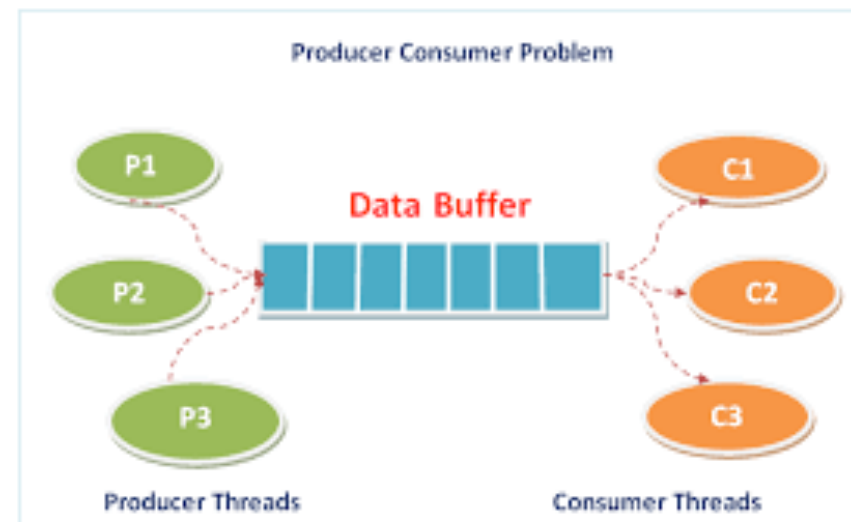 Producer Consumer Problem
P1
C1
Data Buffer
P2
C2
P3
C3
Producer Threads
Consumer Threads